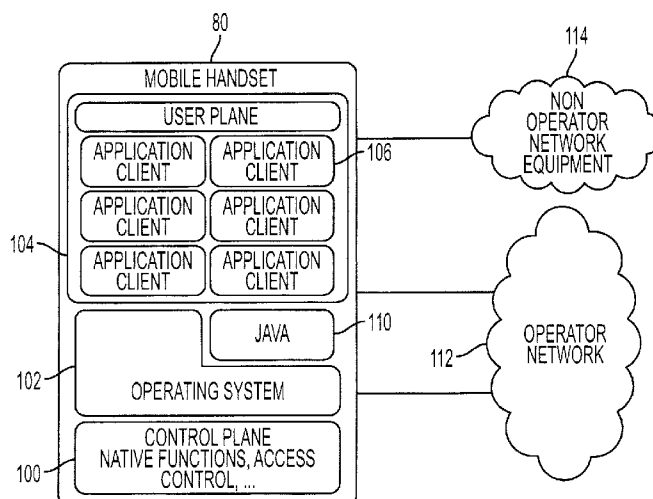 80
MOBILE HANDSET
USER PLANE
APPLICATION CLIENT
APPLICATION CLIENT
106
APPLICATION CLIENT
APPLICATION CLIENT
104
APPLICATION CLIENT
APPLICATION CLIENT
JAVA
110
102
OPERATING SYSTEM
CONTROL PLANE
NATIVE FUNCTIONS, ACCESS
CONTROL, ...
100
114
NON
OPERATOR
NETWORK
EQUIPMENT
112
OPERATOR
NETWORK